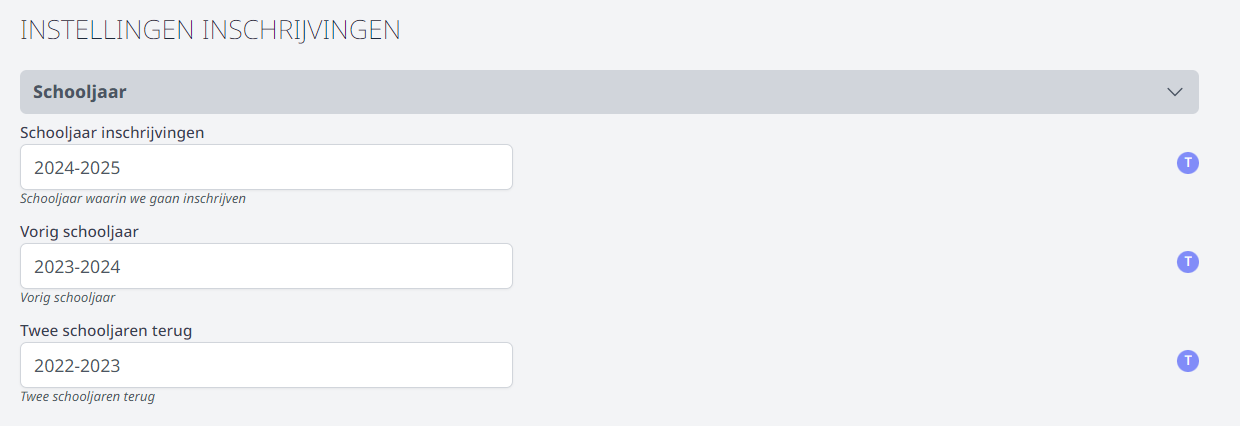 INSTELLINGEN INSCHRIJVINGEN
Schooljaar
Schooljaar inschrijvingen
2024-2025
T
Schooljaar waarin we gaan inschrijven
Vorig schooljaar
2023-2024
T
Vorig schooljaar
Twee schooljaren terug
2022-2023
T
Twee schooljaren terug